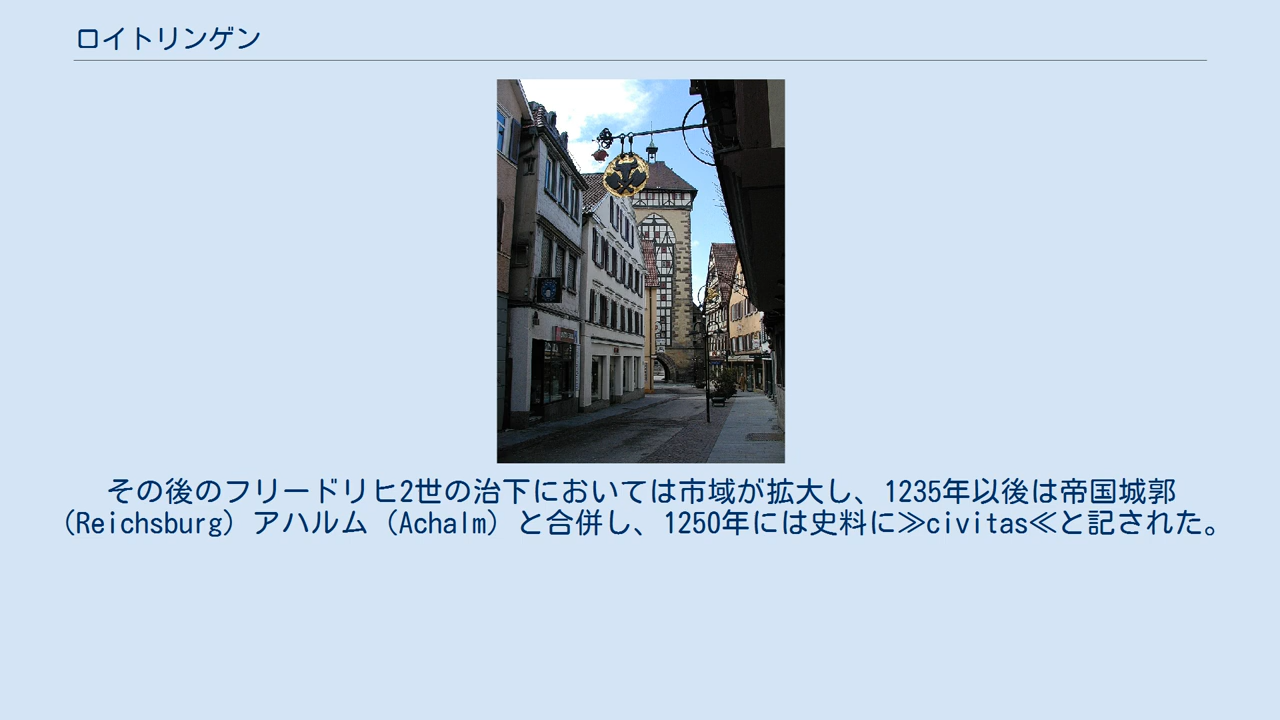 ロイトリンゲン
その後のフリードリヒ2世の治下においては市域が拡大し、1235年以後は帝国城郭
（Reichsburg）アハルム（Achalm）と合併し、1250年には史料に≫civitas≪と記された。